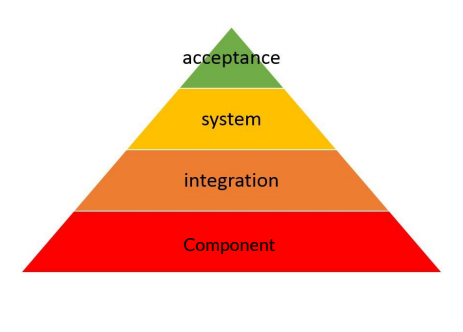 acceptance
system
integration
Component